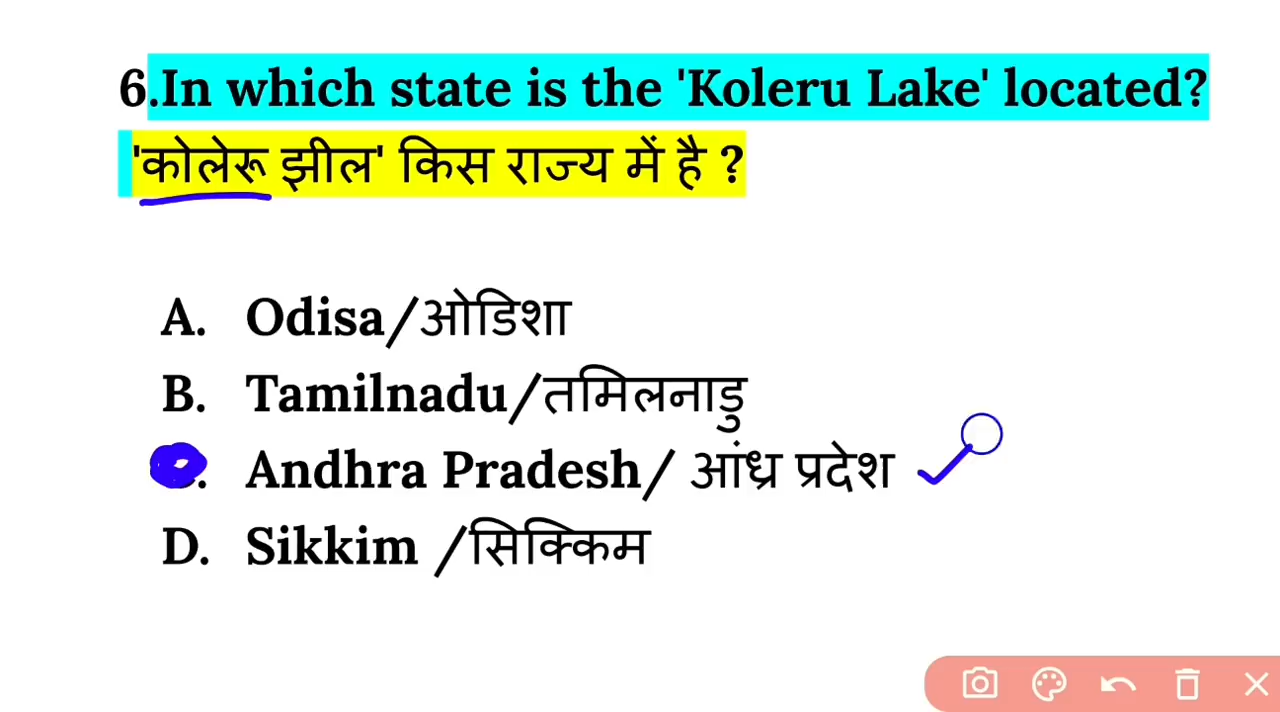 6.In which state is the 'Koleru Lake' located?
'कोलेरू झील' किस राज्य में है ?
A. Odisa/ओडिशा
B. Tamilnadu/तमिलनाडु
Andhra Pradesh/ आंध्र प्रदेश
D. Sikkim /सिक्किम